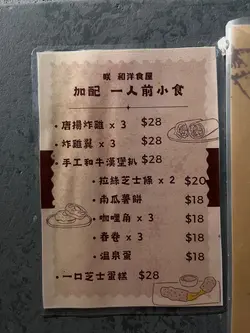 咲 和洋食屋
加配 一人前小食
・唐揚炸雞 x 3 $28
・炸雞翼 x 3 $28
・手工和牛漢堡扒 $28
・拉絲芝士條 x 2 $20
・南瓜薯餅 $18
・咖哩角 x 3 $18
・春卷 x 3 $18
・溫泉蛋 $18
・一口芝士蛋糕 $28